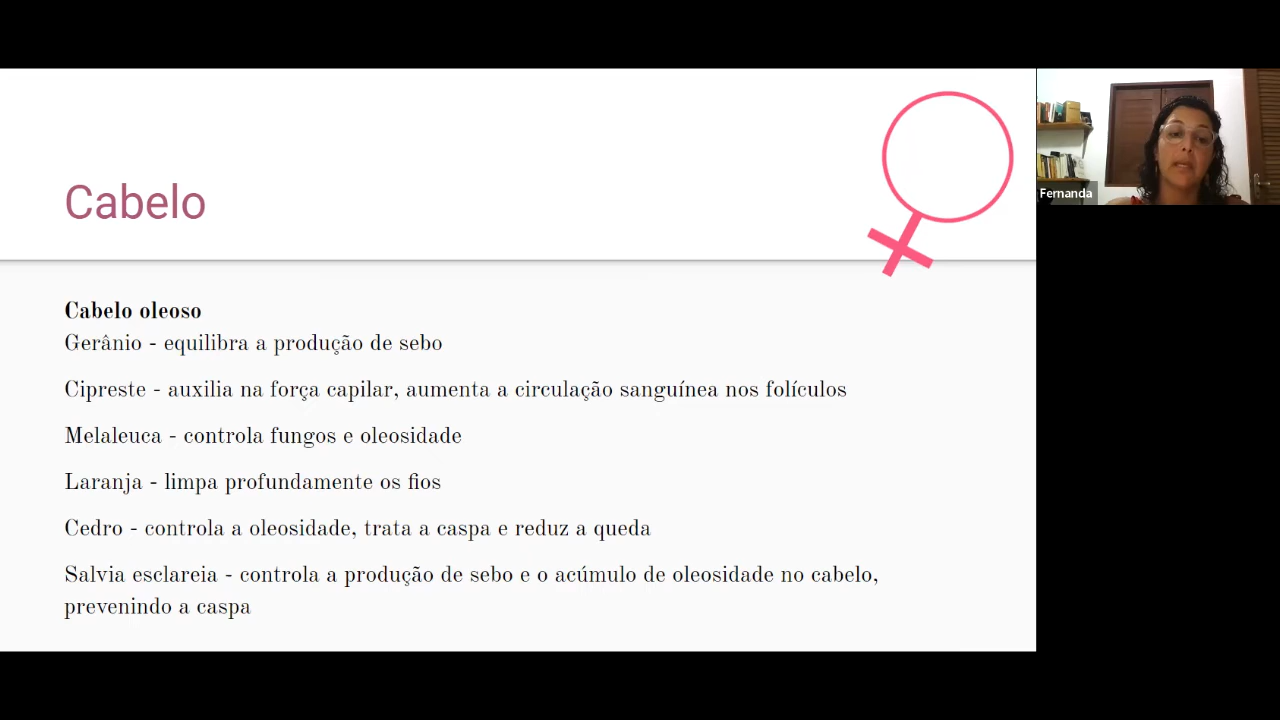 Cabelo
Fernanda
Cabelo oleoso
Gerânio - equilibra a produção de sebo
Cipreste - auxilia na força capilar, aumenta a circulação sanguínea nos folículos
Melaleuca - controla fungos e oleosidade
Laranja - limpa profundamente os fios
Cedro - controla a oleosidade, trata a caspa e reduz a queda
Salvia esclareia - controla a produção de sebo e o acúmulo de oleosidade no cabelo,
prevenindo a caspa